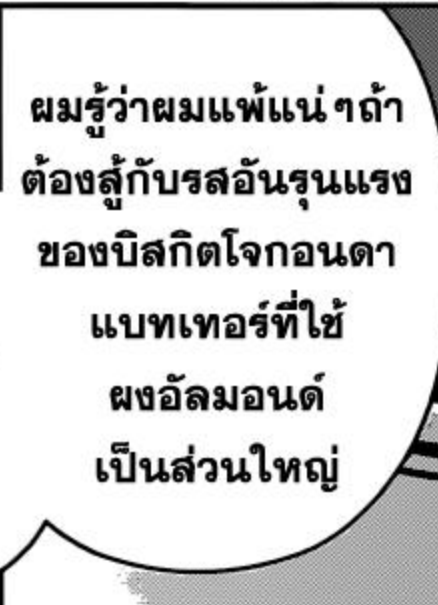 ผมรู้ว่าผมแพ้แน่ ๆถ้า
ต้องสู้กับรสอันรุนแรง
ของบิสกิตโจกอนดา
แบทเทอร์ที่ใช้
ผงอัลมอนด์
เป็นส่วนใหญ่